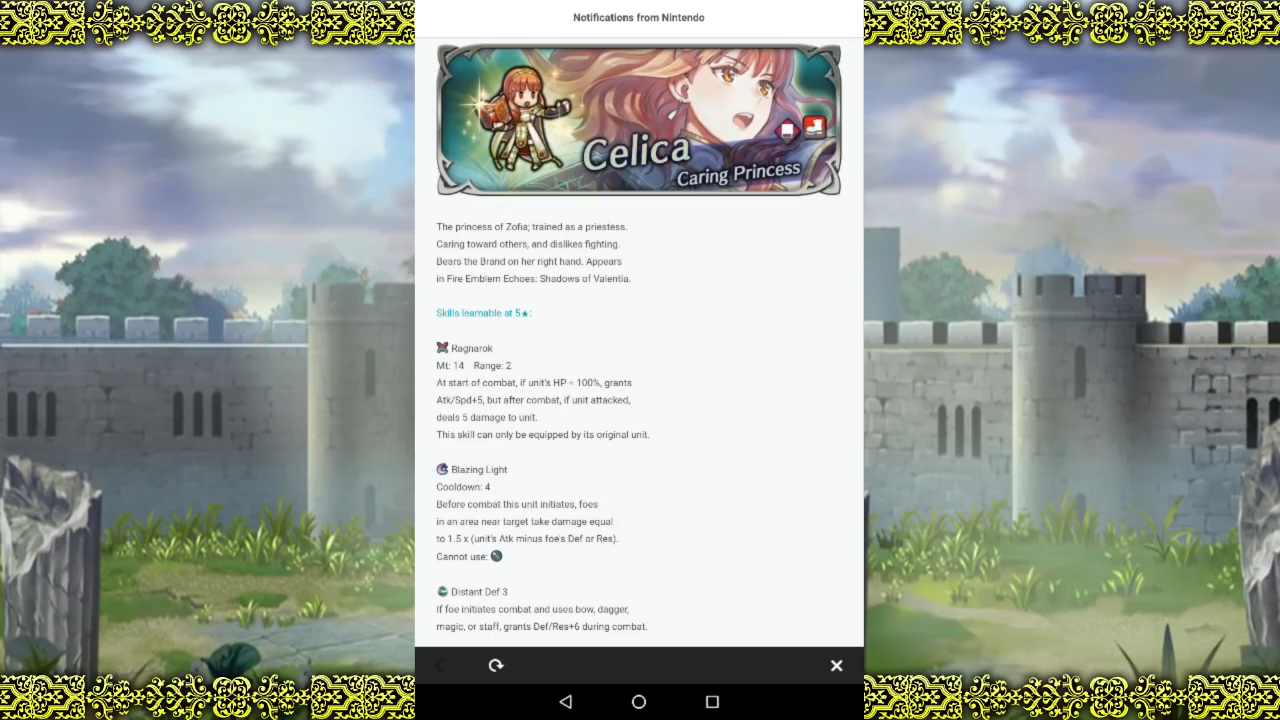 Notifications from Nintendo
Celica
Caring Princess
The princess of Zofia; trained as a priestess.
Caring toward others, and dislikes fighting.
Bears the Brand on her right hand. Appears
in Fire Emblem Echoes: Shadows of Valentia.
Skills learnable at 5★:
Ragnarok
Mt: 14 Range: 2
At start of combat, if unit's HP = 100%, grants
Atk/Spd+5, but after combat, if unit attacked,
deals 5 damage to unit.
This skill can only be equipped by its original unit.
Blazing Light
Cooldown: 4
Before combat this unit initiates, foes
in an area near target take damage equal
to 1.5 x (unit's Atk minus foe's Def or Res).
Cannot use:
Distant Def 3
If foe initiates combat and uses bow, dagger,
magic, or staff, grants Def/Res+6 during combat.